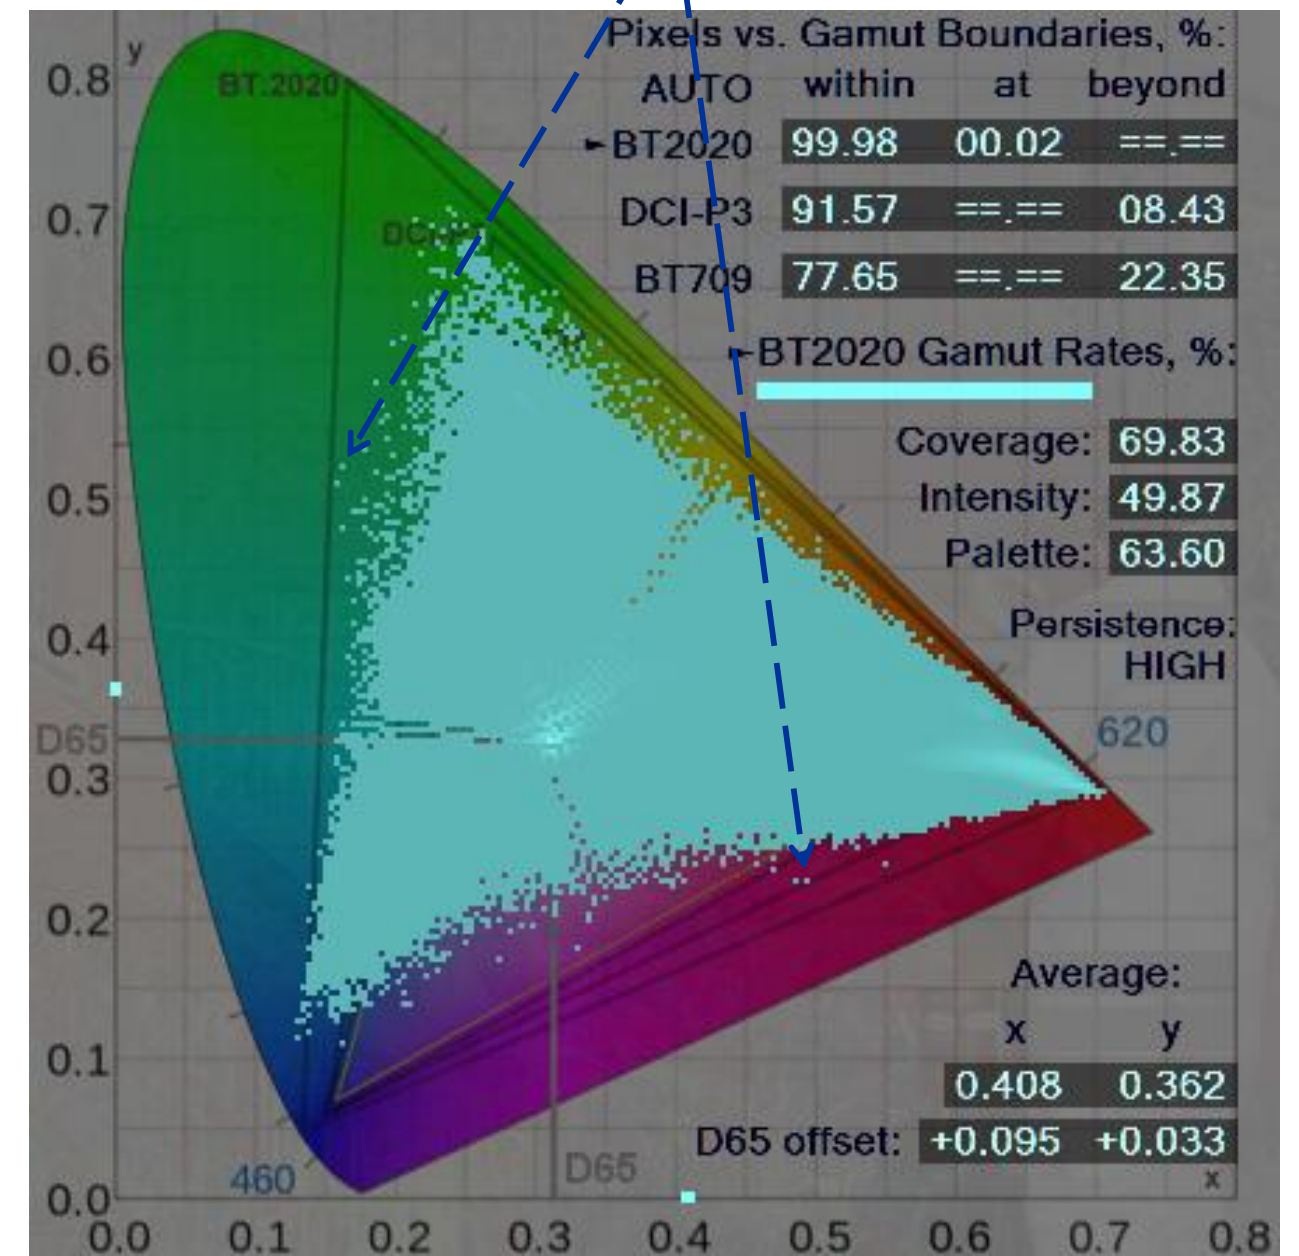 Pixels vs. Gamut Boundaries, %:
AUTO within at beyond
►BT2020 99.98 00.02 ==.==
DCI-P3 91.57 ==.== 08.43
BT709 77.65 ==.== 22.35
►BT2020 Gamut Rates, %:
Coverage: 69.83
Intensity: 49.87
Palette: 63.60
Persistence:
HIGH
620
Average:
x y
0.408 0.362
D65 offset: +0.095 +0.033
y
BT.2020
0.8
0.7
0.6
0.5
0.4
D65
0.3
0.2
0.1
0.0
460
D65
x
0.0 0.1 0.2 0.3 0.4 0.5 0.6 0.7 0.8